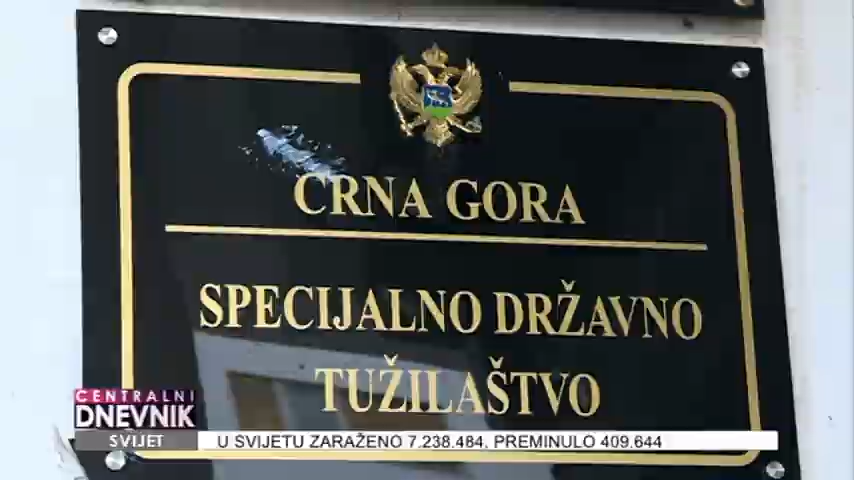 CRNA GORA
SPECIJALNO DRŽAVNO
TUŽILAŠTVO
CENTRALNI
DNEVNIK
SVIJET
U SVIJETU ZARAŽENO 7.238.484, PREMINULO 409.644